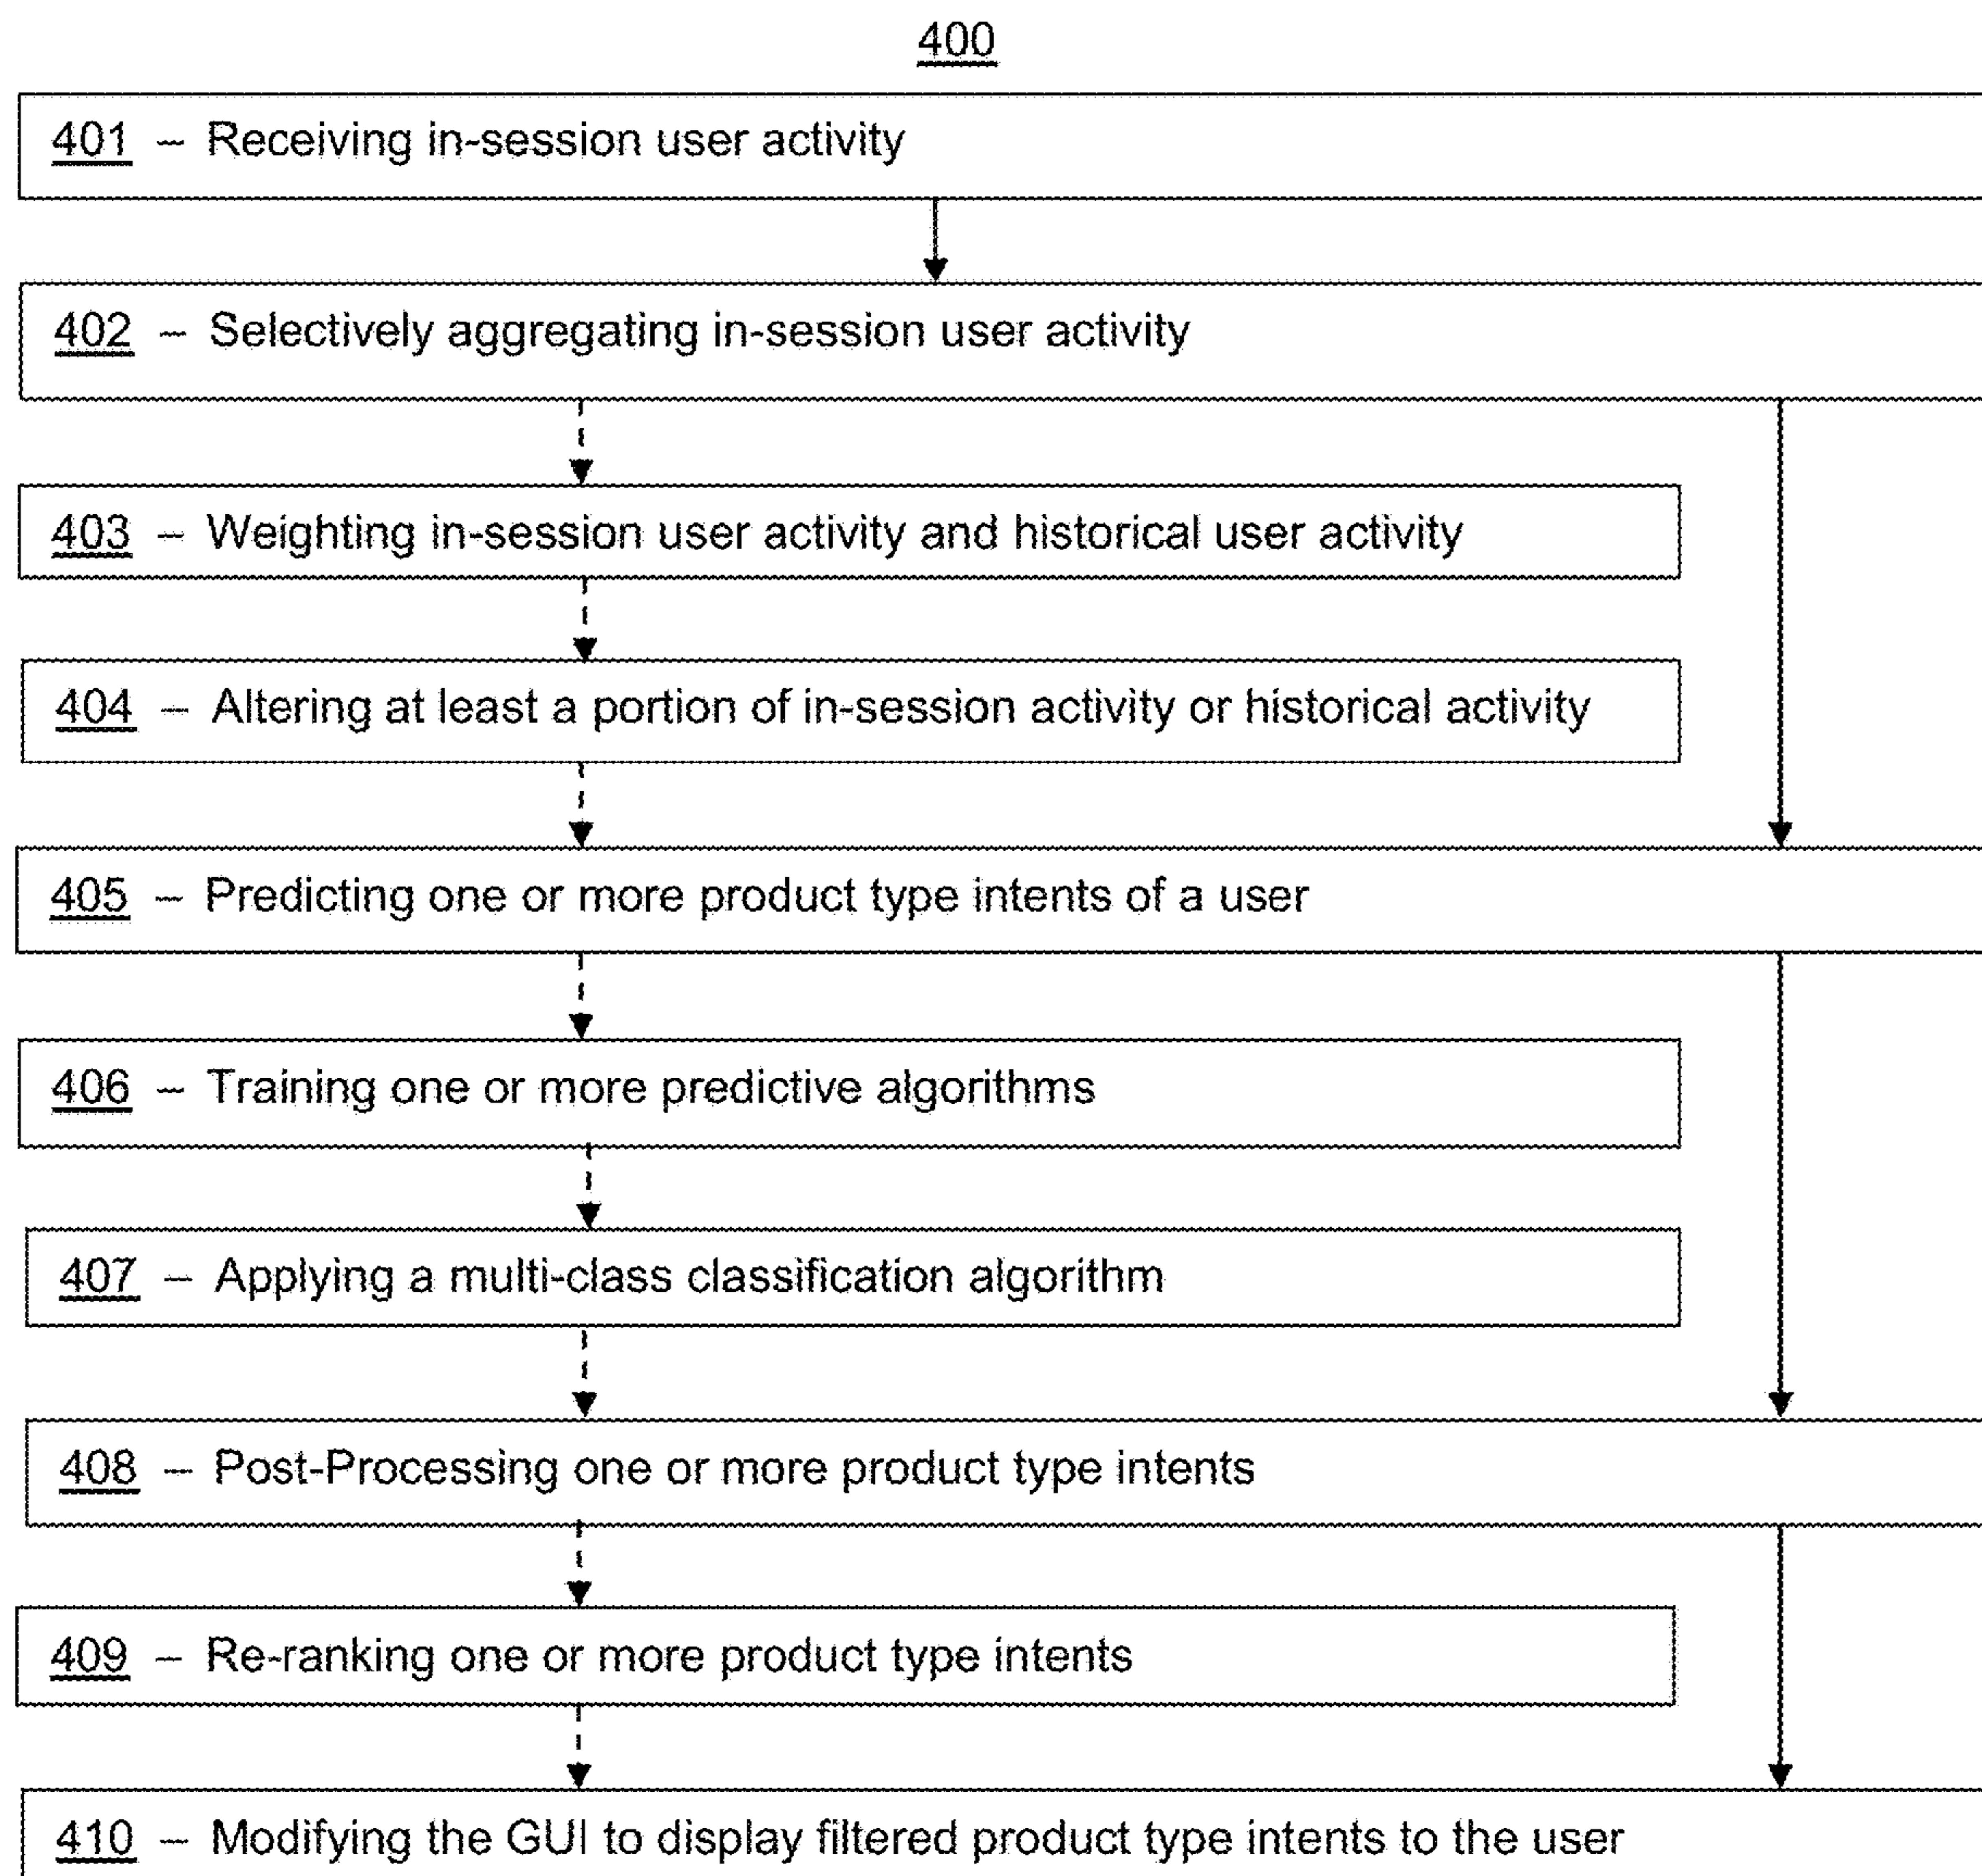 400
401 – Receiving in-session user activity
402 – Selectively aggregating in-session user activity
403 – Weighting in-session user activity and historical user activity
404 – Altering at least a portion of in-session activity or historical activity
405 – Predicting one or more product type intents of a user
406 – Training one or more predictive algorithms
407 – Applying a multi-class classification algorithm
408 – Post-Processing one or more product type intents
409 – Re-ranking one or more product type intents
410 – Modifying the GUI to display filtered product type intents to the user